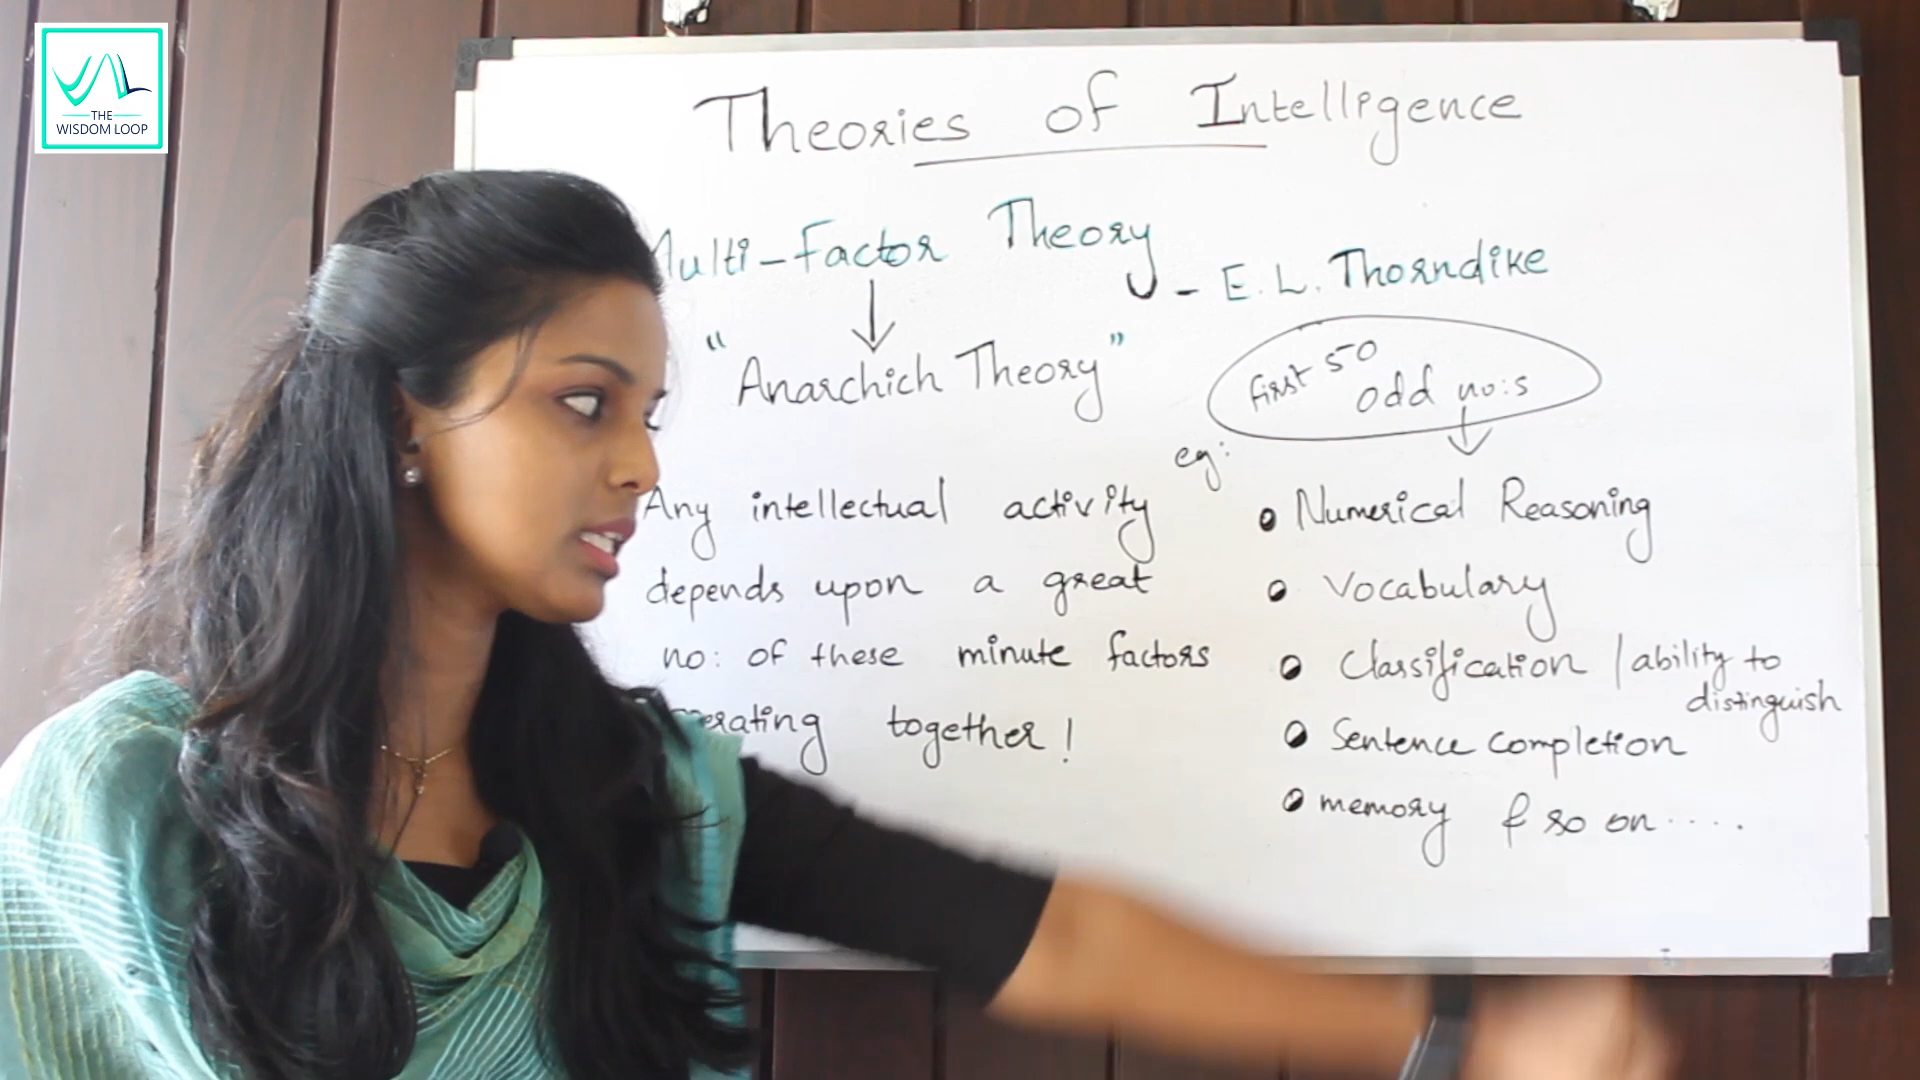 THE
WISDOM LOOP
Theories of Intelligence
Multi-Factor Theory
- E. L. Thorndike
"Anarchich Theory"
first 50
odd no:s
eg:
Any intellectual activity
depends upon a great
no: of these minute factors
together!
Numerical Reasoning
Vocabulary
Classification / ability to
distinguish
Sentence completion
memory & so on....